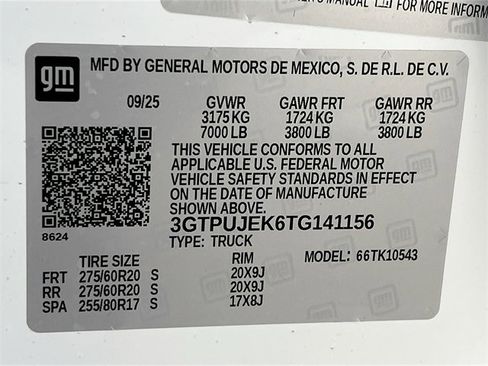 'S MANUAL FOR MORE INFORM
gm
MFD BY GENERAL MOTORS DE MEXICO, S. DE R.L. DE C.V.
09/25 GVWR GAWR FRT GAWR RR
3175 KG 1724 KG 1724 KG
7000 LB 3800 LB 3800 LB
THIS VEHICLE CONFORMS TO ALL
APPLICABLE U.S. FEDERAL MOTOR
VEHICLE SAFETY STANDARDS IN EFFECT
ON THE DATE OF MANUFACTURE
SHOWN ABOVE.
3GTPUJEK6TG141156
8624 TYPE: TRUCK MODEL: 66TK10543
TIRE SIZE RIM
FRT 275/60R20 S 20X9J
RR 275/60R20 S 20X9J
SPA 255/80R17 S 17X8J